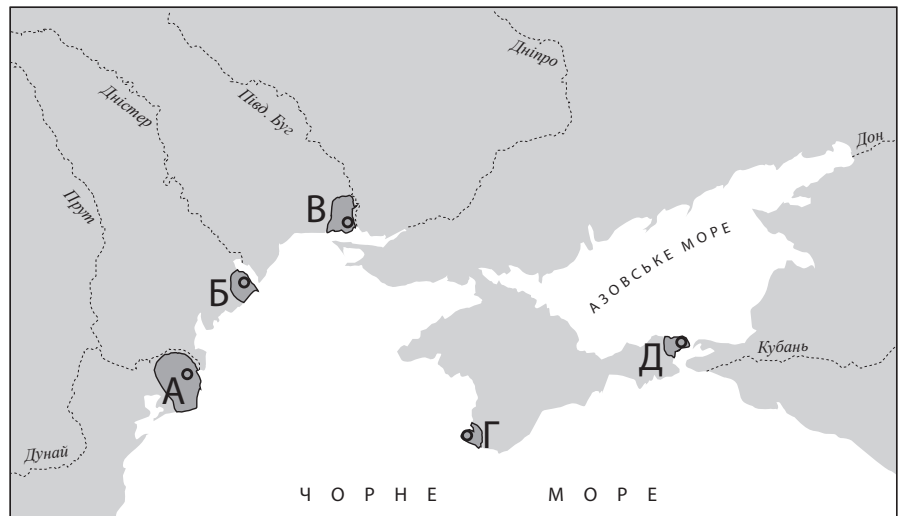 Дніпро
Дністер
Півд. Буг
Дон
Прут
В
АЗОВСЬКЕ МОРЕ
Б
Кубань
Д
А
Г
Дунай
ЧОРНЕ МОРЕ